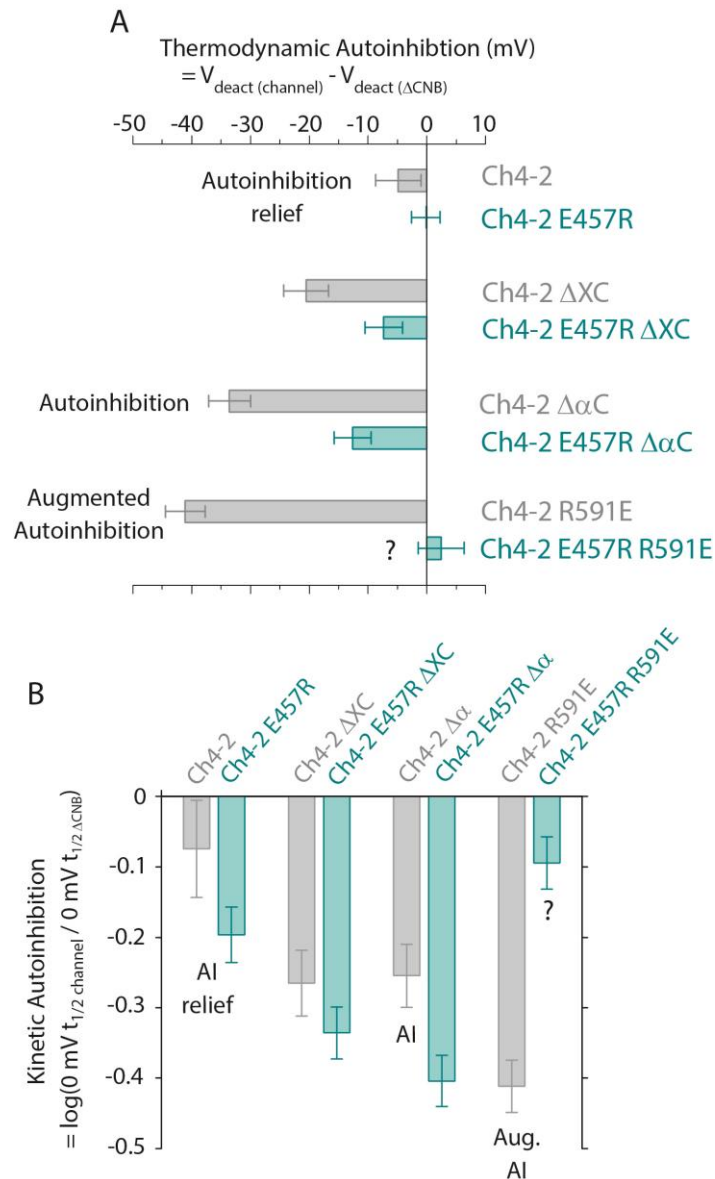 A
Thermodynamic Autoinhibtion (mV)
= Vdeact (channel) - Vdeact (ΔCNB)
-50 -40 -30 -20 -10 0 10
Autoinhibition
relief
Ch4-2
Ch4-2 E457R
Ch4-2 ΔXC
Ch4-2 E457R ΔXC
Autoinhibition
Ch4-2 ΔαC
Ch4-2 E457R ΔαC
Augmented
Autoinhibition
Ch4-2 R591E
? Ch4-2 E457R R591E
B
Ch4-2
Ch4-2 E457R
Ch4-2 ΔXC
Ch4-2 E457R ΔXC
Ch4-2 Δα
Ch4-2 E457R Δα
Ch4-2 R591E
Ch4-2 E457R R591E
Kinetic Autoinhibition
= log(0 mV t1/2 channel / 0 mV t1/2 ΔCNB)
0
-0.1
-0.2
-0.3
-0.4
-0.5
AI
relief
AI
Aug.
AI
?